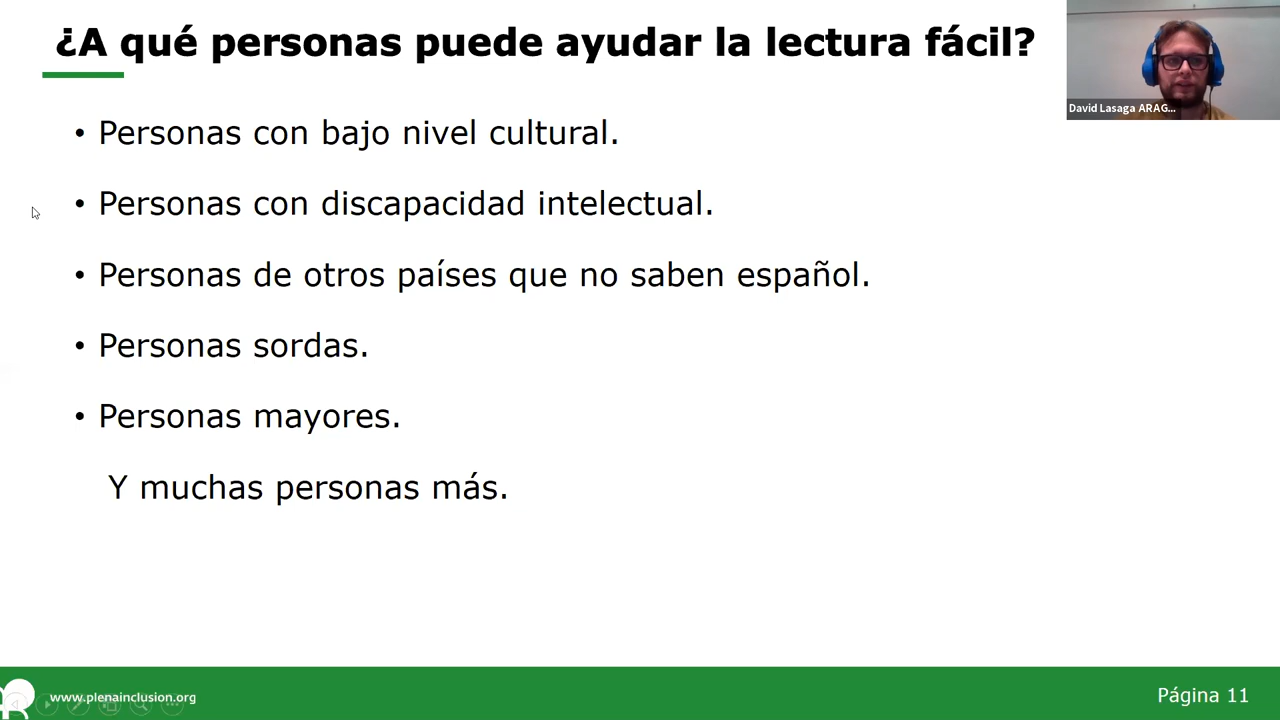 ¿A qué personas puede ayudar la lectura fácil?
David Lasaga ARAG...
• Personas con bajo nivel cultural.
• Personas con discapacidad intelectual.
• Personas de otros países que no saben español.
• Personas sordas.
• Personas mayores.
Y muchas personas más.
www.plenainclusion.org
Página 11